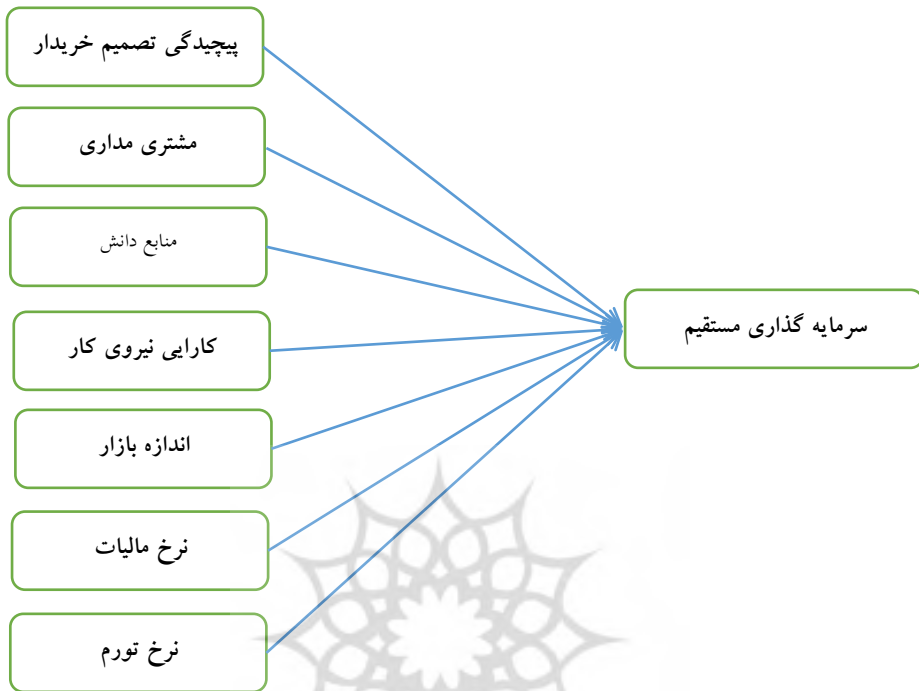 پیچیدگی تصمیم خریدار
مشتری مداری
منابع دانش
کارایی نیروی کار
اندازه بازار
نرخ مالیات
نرخ تورم
سرمایه گذاری مستقیم